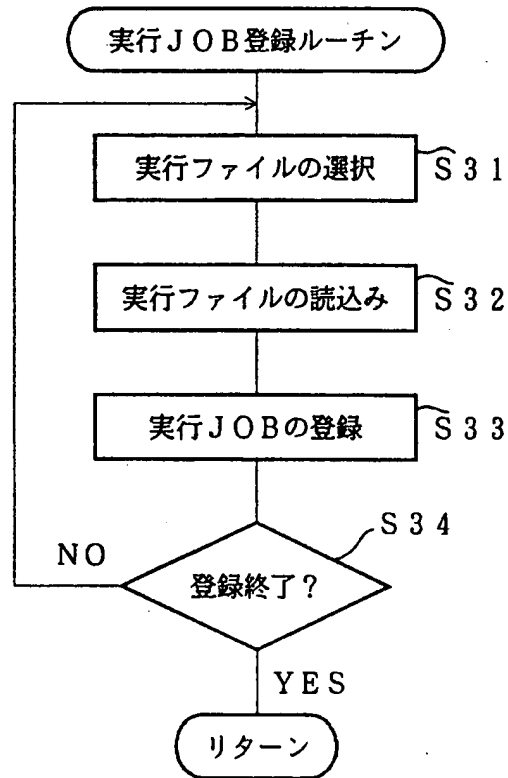 実行JOB登録ルーチン
実行ファイルの選択 S31
実行ファイルの読込み S32
実行JOBの登録 S33
S34
NO
登録終了?
YES
リターン